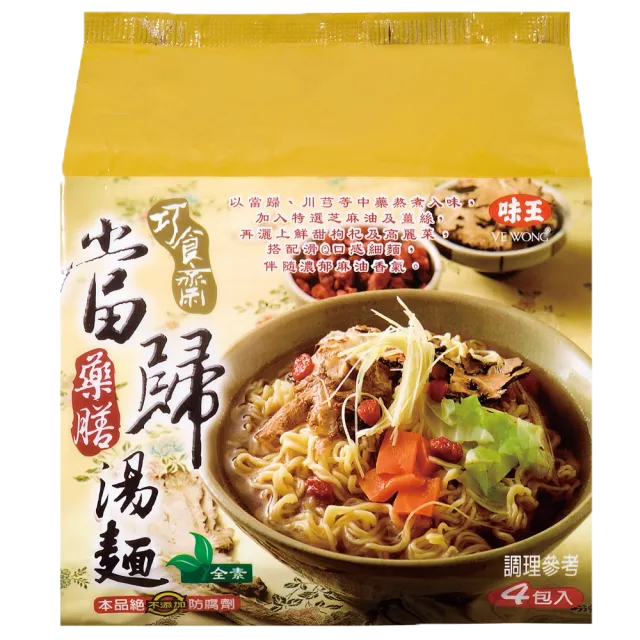 以當歸、川芎等中藥熬煮入味，
加入特選芝麻油及薑絲，
再灑上鮮甜枸杞及高麗菜，
搭配滑Q口感細麵，
伴隨濃郁麻油香氣。
味王
VE WONG
巧食齋
當歸
藥膳
湯麵
全素
本品絕不添加防腐劑
調理參考
4包入